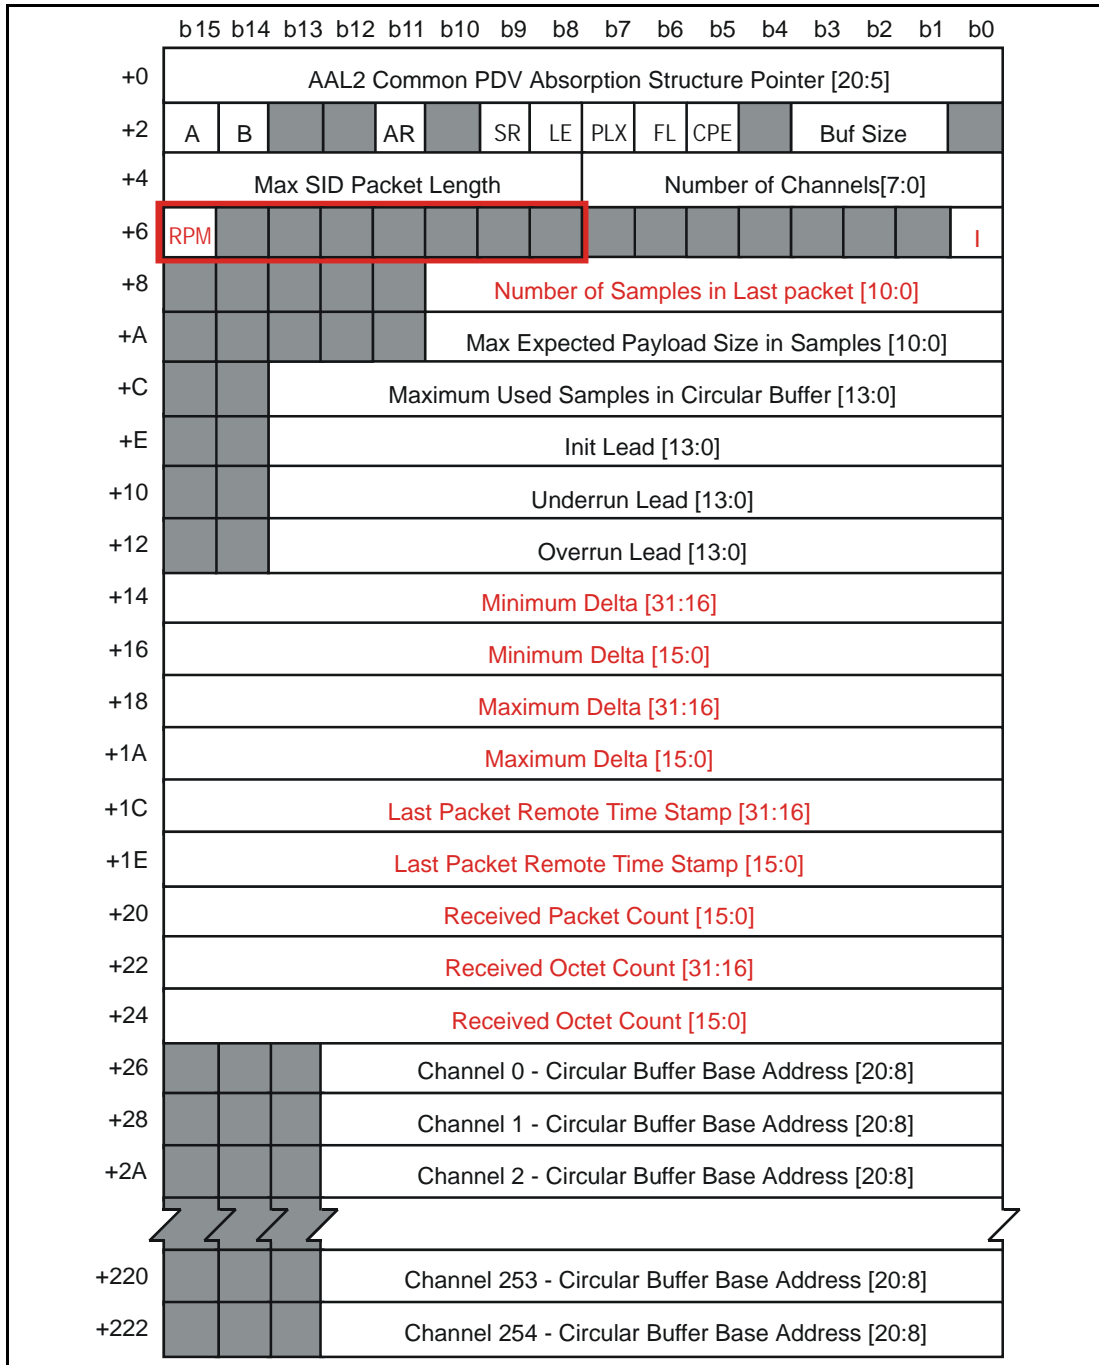 b15 b14 b13 b12 b11 b10 b9 b8 b7 b6 b5 b4 b3 b2 b1 b0
+0 AAL2 Common PDV Absorption Structure Pointer [20:5]
+2 A B AR SR LE PLX FL CPE Buf Size
+4 Max SID Packet Length Number of Channels[7:0]
+6 RPM I
+8 Number of Samples in Last packet [10:0]
+A Max Expected Payload Size in Samples [10:0]
+C Maximum Used Samples in Circular Buffer [13:0]
+E Init Lead [13:0]
+10 Underrun Lead [13:0]
+12 Overrun Lead [13:0]
+14 Minimum Delta [31:16]
+16 Minimum Delta [15:0]
+18 Maximum Delta [31:16]
+1A Maximum Delta [15:0]
+1C Last Packet Remote Time Stamp [31:16]
+1E Last Packet Remote Time Stamp [15:0]
+20 Received Packet Count [15:0]
+22 Received Octet Count [31:16]
+24 Received Octet Count [15:0]
+26 Channel 0 - Circular Buffer Base Address [20:8]
+28 Channel 1 - Circular Buffer Base Address [20:8]
+2A Channel 2 - Circular Buffer Base Address [20:8]
+220 Channel 253 - Circular Buffer Base Address [20:8]
+222 Channel 254 - Circular Buffer Base Address [20:8]